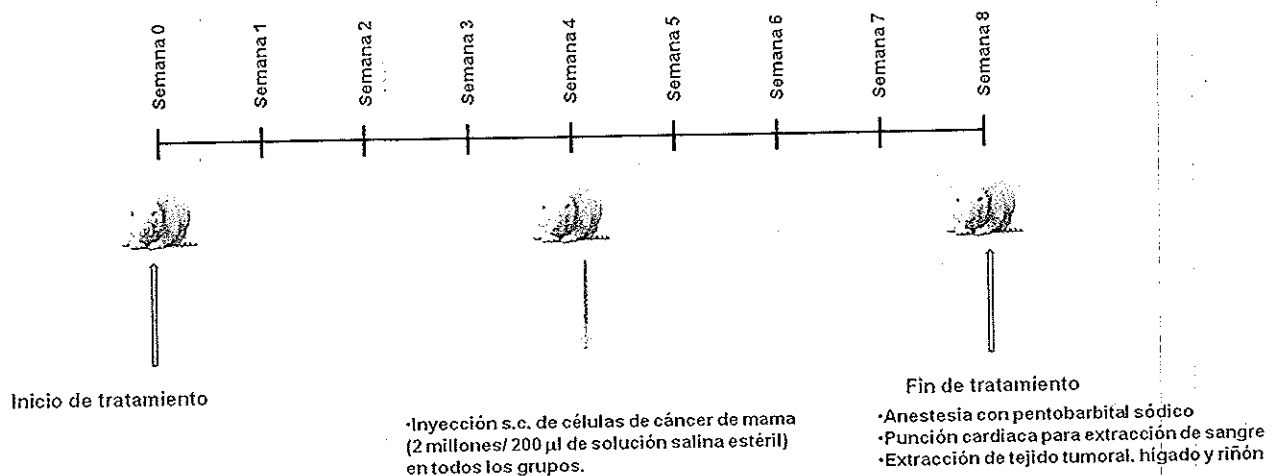 Semana 0
Semana 1
Semana 2
Semana 3
Semana 4
Semana 5
Semana 6
Semana 7
Semana 8
Inicio de tratamiento
•Inyección s.c. de células de cáncer de mama
(2 millones/ 200 µl de solución salina estéril)
en todos los grupos.
Fin de tratamiento
•Anestesia con pentobarbital sódico
•Punción cardiaca para extracción de sangre
•Extracción de tejido tumoral, hígado y riñón